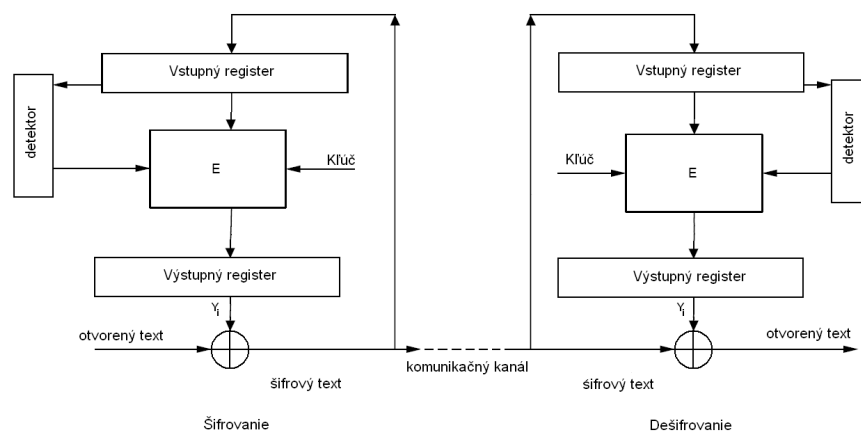 Vstupný register
detektor
E
Kľúč
Výstupný register
Yi
otvorený text
šifrový text
Šifrovanie
komunikačný kanál
Vstupný register
detektor
Kľúč
E
Výstupný register
Yi
otvorený text
šifrový text
Dešifrovanie